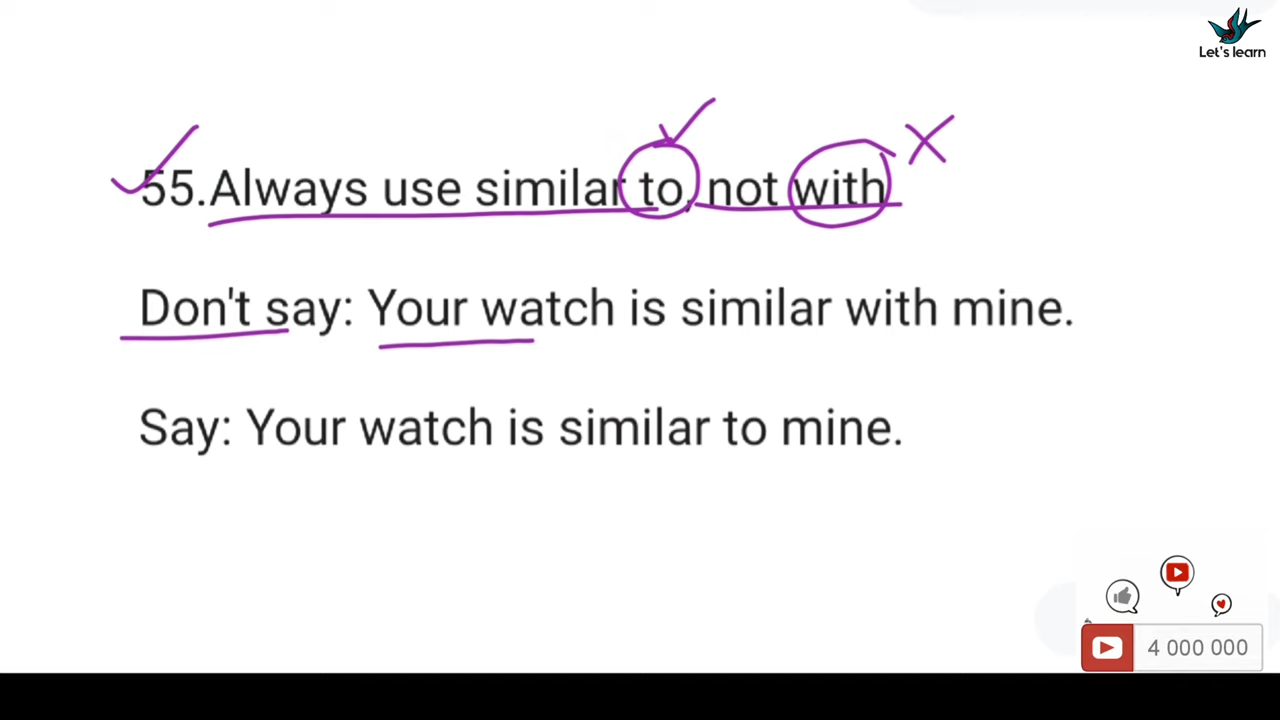 Let's learn
55.Always use similar to, not with
Don't say: Your watch is similar with mine.
Say: Your watch is similar to mine.
4 000 000